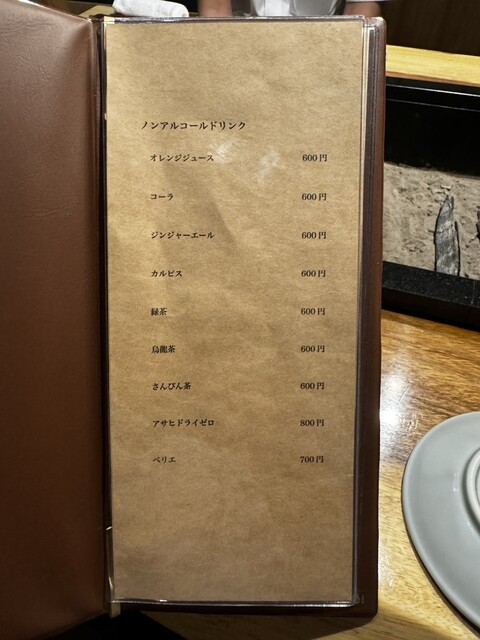 ノンアルコールドリンク
オレンジジュース 600円
コーラ 600円
ジンジャーエール 600円
カルピス 600円
緑茶 600円
烏龍茶 600円
さんぴん茶 600円
アサヒドライゼロ 800円
ペリエ 700円